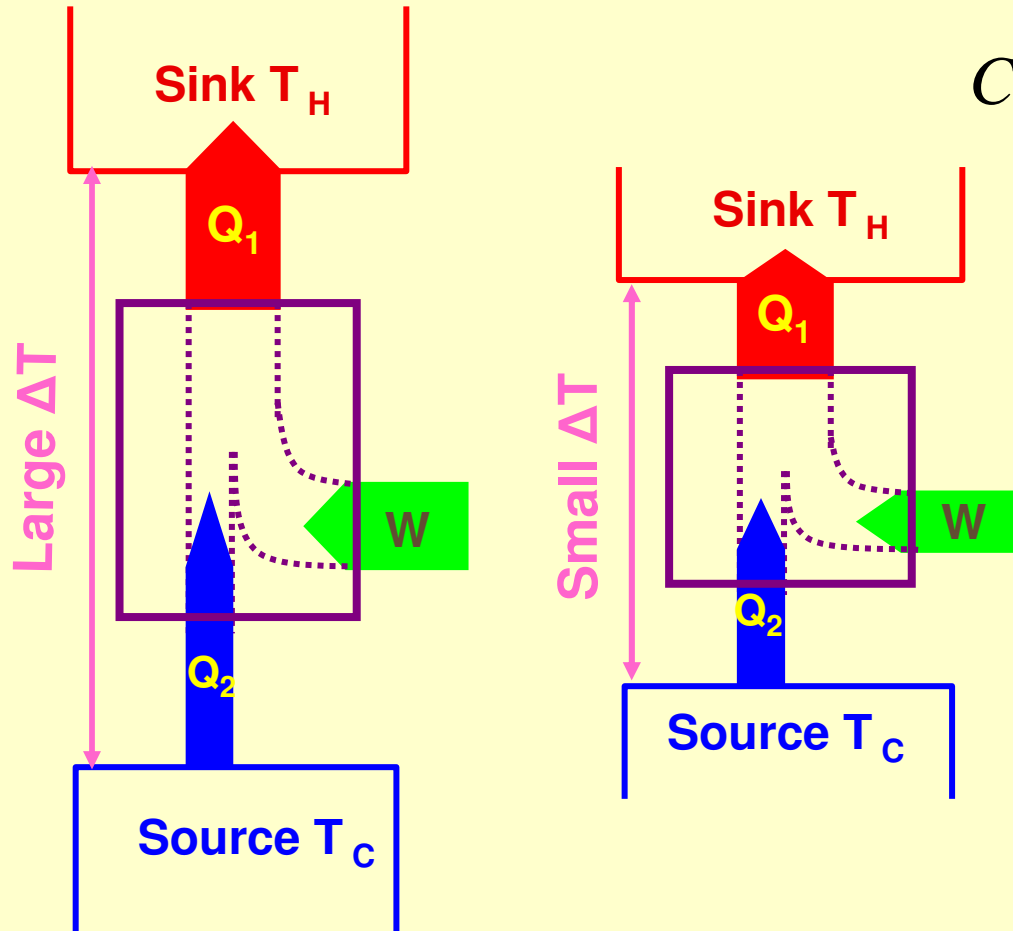 Sink T H
Q1
Large ΔT
W
Q2
Source T C
C
Sink T H
Q1
Small ΔT
W
Q2
Source T C